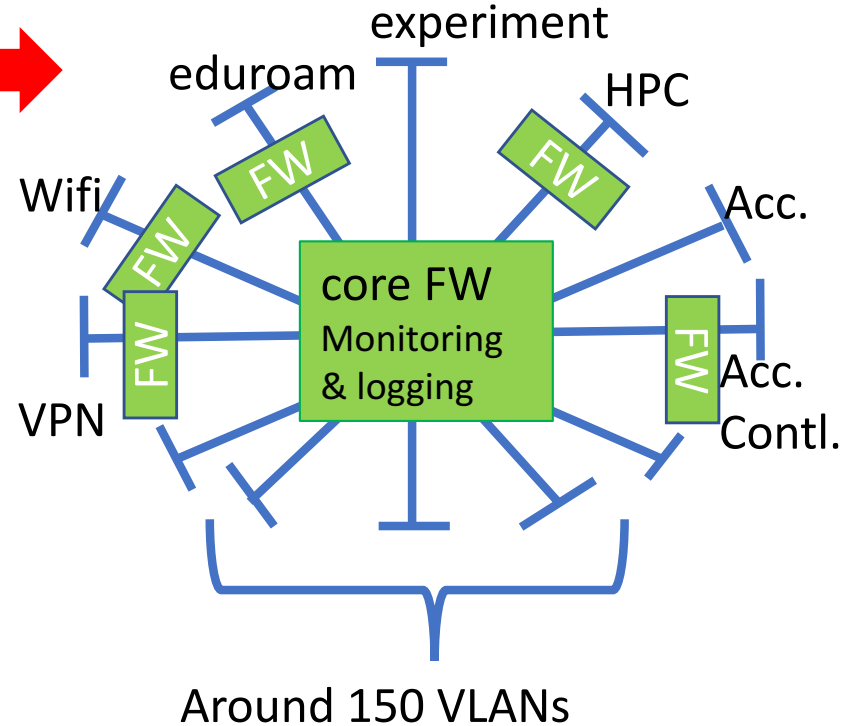 experiment
eduroam
HPC
FW
FW
Wifi
Acc.
FW
core FW
Monitoring
& logging
FW
FW
Acc.
Contl.
VPN
Around 150 VLANs